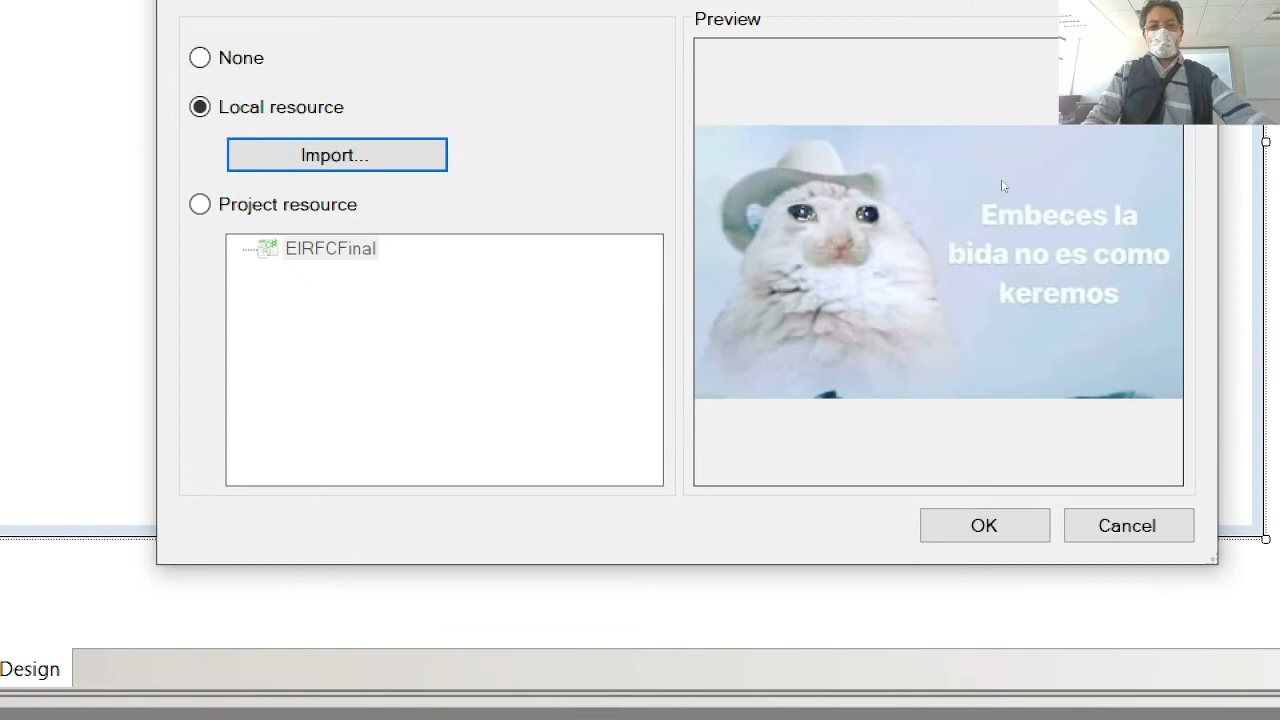 Preview
None
Local resource
Import...
Project resource
EIRFCFinal
Embeces la
bida no es como
keremos
OK
Cancel
Design